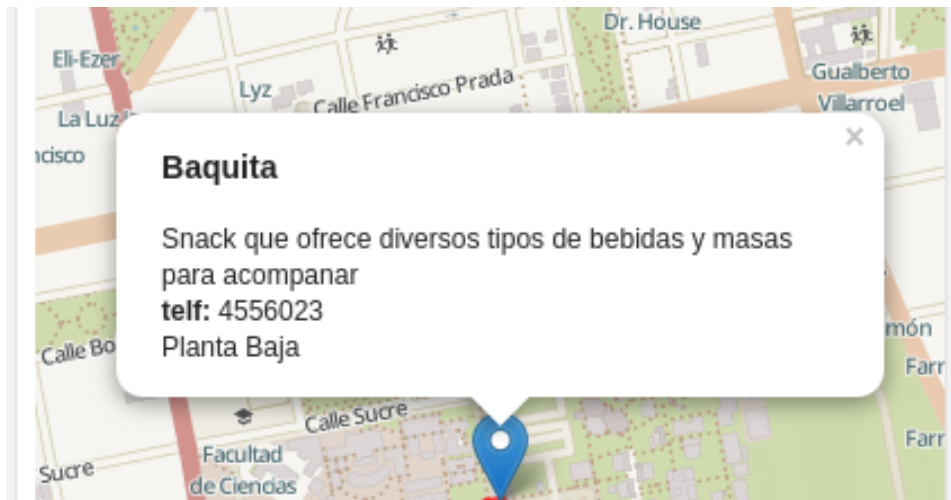 Dr. House
Eli-Ezer
Gualberto
Villarroel
Lyz
Calle Francisco Prada
La Luz
ncisco
×
Baquita
Snack que ofrece diversos tipos de bebidas y masas
para acompanar
telf: 4556023
Planta Baja
món
Calle Bo
Farr
Calle Sucre
Farr
Facultad
de Ciencias
Sucre